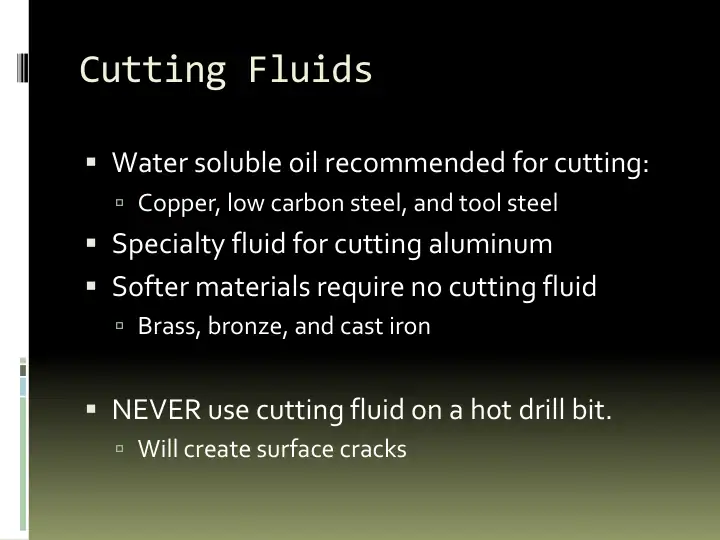 Cutting Fluids
Water soluble oil recommended for cutting:
Copper, low carbon steel, and tool steel
Specialty fluid for cutting aluminum
Softer materials require no cutting fluid
Brass, bronze, and cast iron
NEVER use cutting fluid on a hot drill bit.
Will create surface cracks